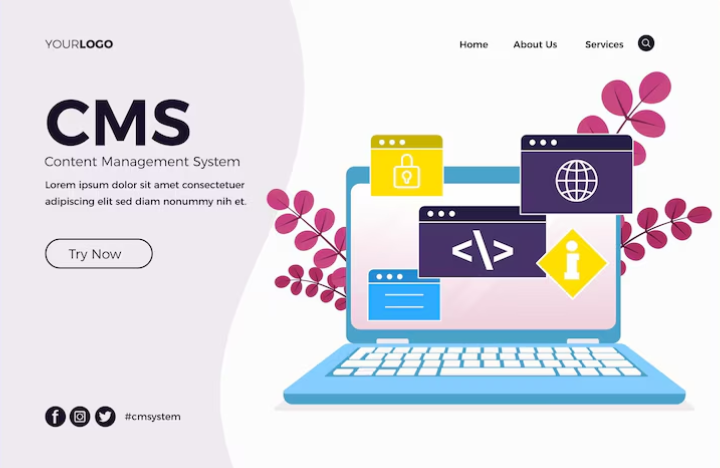 YOURLOGO
Home About Us Services
CMS
Content Management System
Lorem ipsum dolor sit amet consectetuer
adipiscing elit sed diam nonummy nih et.
Try Now
<\>
i
#cmsystem